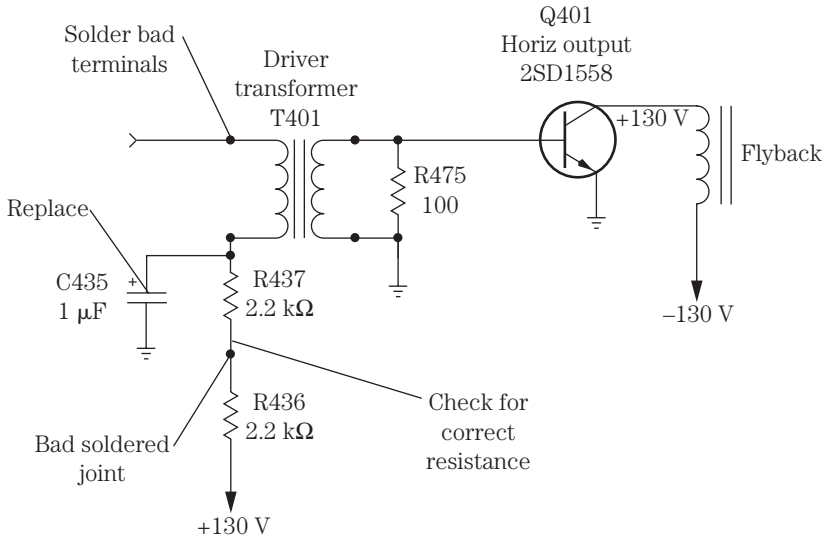 Q401
Horiz output
2SD1558
Solder bad
terminals
Driver
transformer
T401
+130 V
Flyback
R475
100
Replace
C435
1 μF
+
R437
2.2 kΩ
–130 V
R436
2.2 kΩ
Check for
correct
resistance
Bad soldered
joint
+130 V